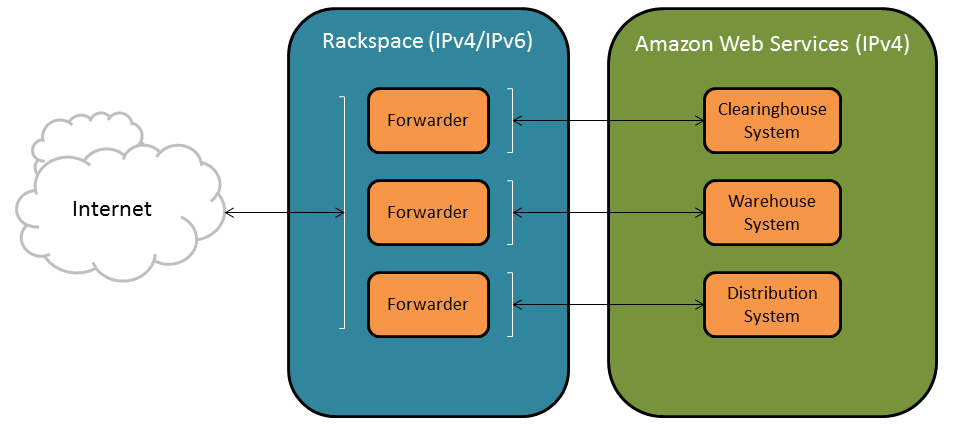 Rackspace (IPv4/IPv6)
Amazon Web Services (IPv4)
Internet
Forwarder
Clearinghouse
System
Forwarder
Warehouse
System
Forwarder
Distribution
System